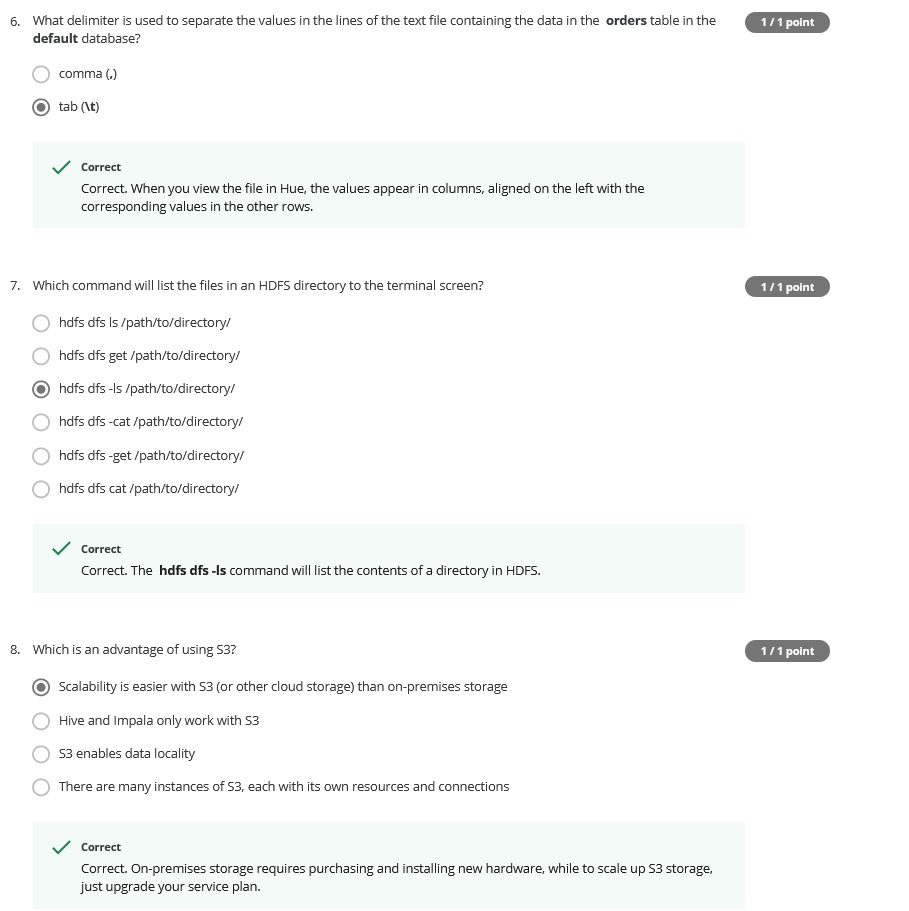 6. What delimiter is used to separate the values in the lines of the text file containing the data in the orders table in the
default database?
1 / 1 point
comma (,)
tab (\t)
Correct
Correct. When you view the file in Hue, the values appear in columns, aligned on the left with the
corresponding values in the other rows.
7. Which command will list the files in an HDFS directory to the terminal screen?
1 / 1 point
hdfs dfs ls /path/to/directory/
hdfs dfs get /path/to/directory/
hdfs dfs -ls /path/to/directory/
hdfs dfs -cat /path/to/directory/
hdfs dfs -get /path/to/directory/
hdfs dfs cat /path/to/directory/
Correct
Correct. The hdfs dfs -ls command will list the contents of a directory in HDFS.
8. Which is an advantage of using S3?
1 / 1 point
Scalability is easier with S3 (or other cloud storage) than on-premises storage
Hive and Impala only work with S3
S3 enables data locality
There are many instances of S3, each with its own resources and connections
Correct
Correct. On-premises storage requires purchasing and installing new hardware, while to scale up S3 storage,
just upgrade your service plan.